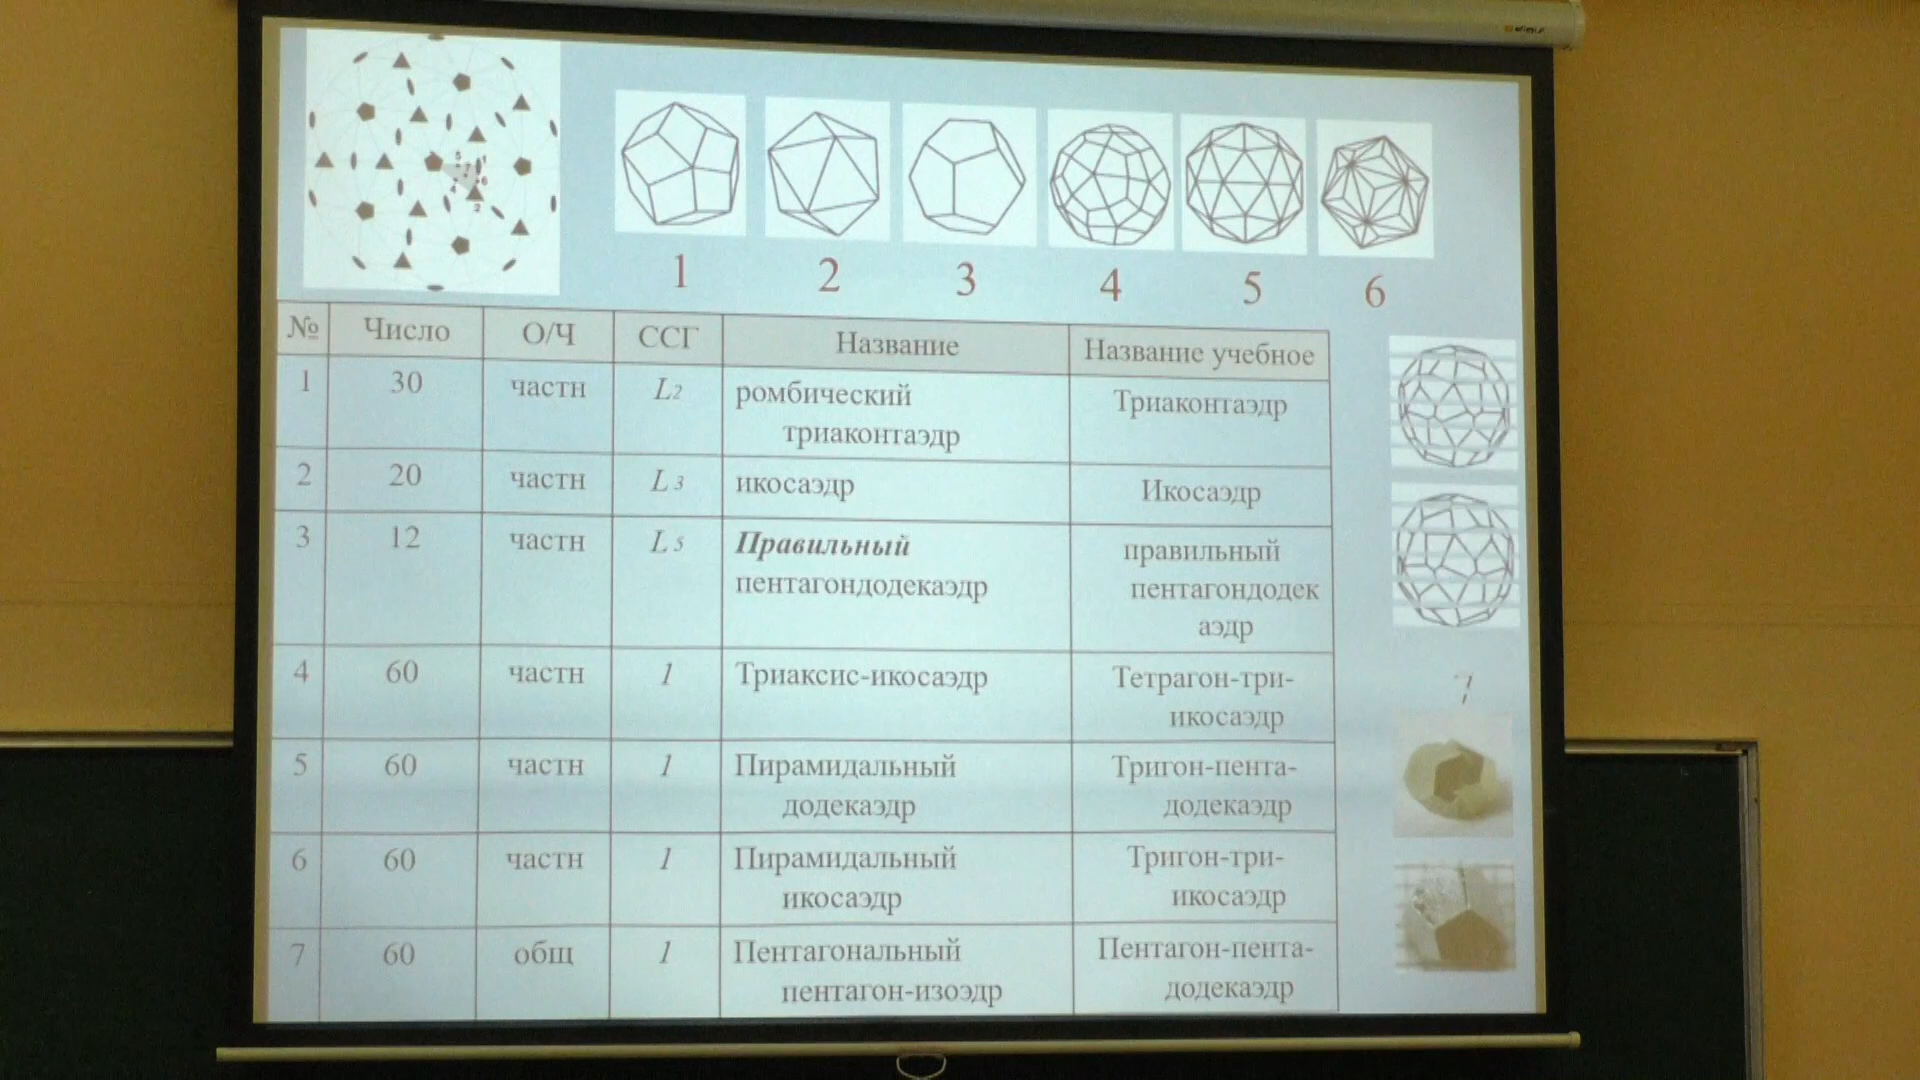 1 2 3 4 5 6
№ Число О/Ч ССГ Название Название учебное
1 30 частн L2 ромбический Триаконтаэдр
триаконтаэдр
2 20 частн L3 икосаэдр Икосаэдр
3 12 частн L5 Правильный правильный
пентагондодекаэдр пентагондодек
аэдр
4 60 частн 1 Триаксис-икосаэдр Тетрагон-три-
икосаэдр
5 60 частн 1 Пирамидальный Тригон-пента-
додекаэдр додекаэдр
6 60 частн 1 Пирамидальный Тригон-три-
икосаэдр икосаэдр
7 60 общ 1 Пентагональный Пентагон-пента-
пентагон-изоэдр додекаэдр
7